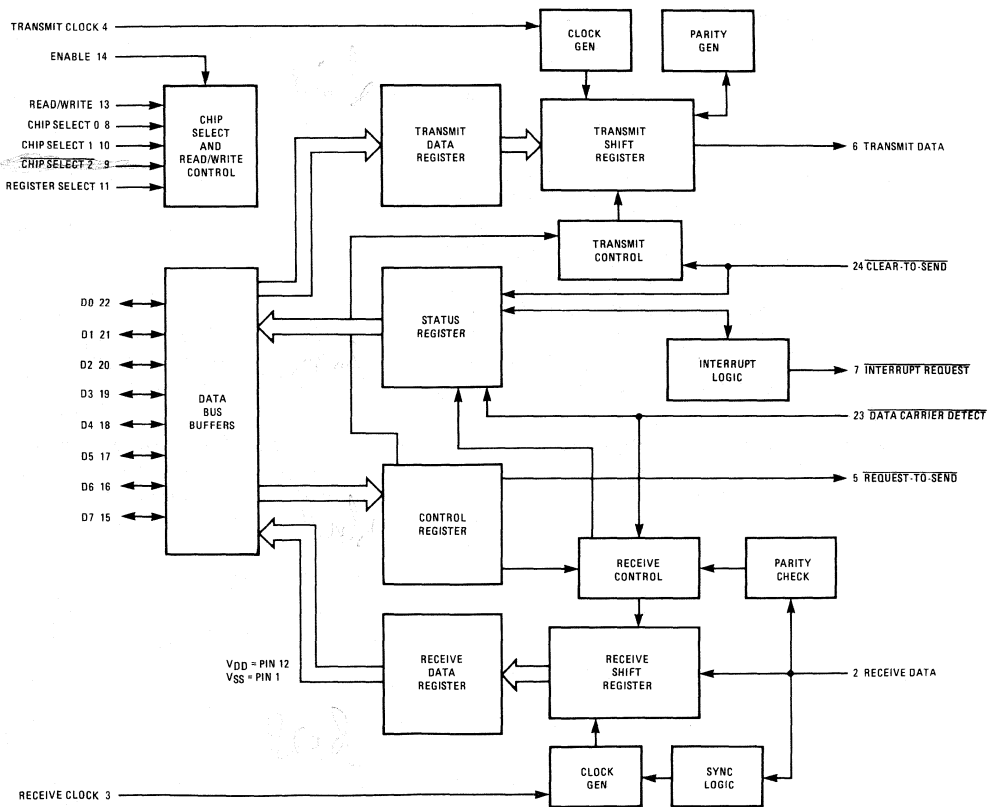 TRANSMIT CLOCK 4
ENABLE 14
READ/WRITE 13
CHIP SELECT 0 8
CHIP SELECT 1 10
CHIP SELECT 2 9
REGISTER SELECT 11
CHIP
SELECT
AND
READ/WRITE
CONTROL
CLOCK
GEN
PARITY
GEN
TRANSMIT
DATA
REGISTER
TRANSMIT
SHIFT
REGISTER
6 TRANSMIT DATA
TRANSMIT
CONTROL
24 CLEAR-TO-SEND
D0 22
D1 21
D2 20
D3 19
D4 18
D5 17
D6 16
D7 15
DATA
BUS
BUFFERS
STATUS
REGISTER
INTERRUPT
LOGIC
7 INTERRUPT REQUEST
23 DATA CARRIER DETECT
5 REQUEST-TO-SEND
CONTROL
REGISTER
RECEIVE
CONTROL
PARITY
CHECK
VDD = PIN 12
VSS = PIN 1
RECEIVE
DATA
REGISTER
RECEIVE
SHIFT
REGISTER
2 RECEIVE DATA
CLOCK
GEN
SYNC
LOGIC
RECEIVE CLOCK 3